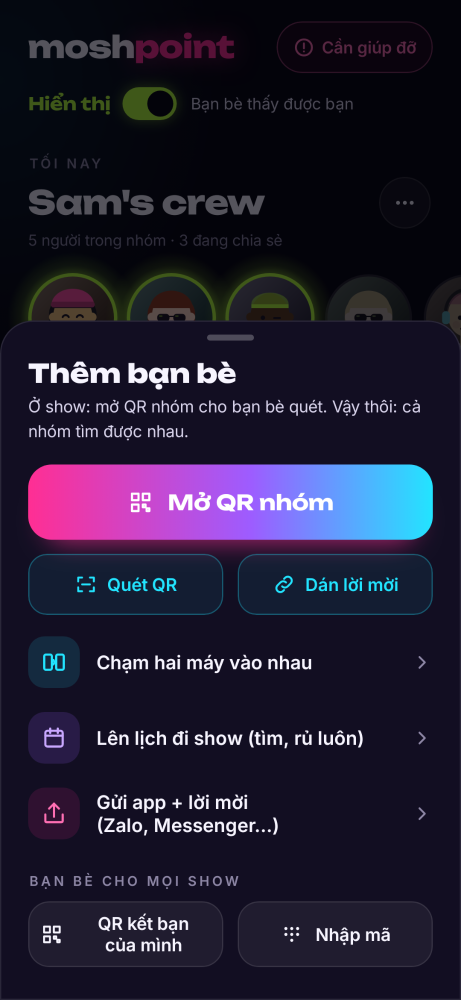 moshpoint
Cần giúp đỡ
Hiển thị
Bạn bè thấy được bạn
TỐI NAY
Sam's crew
5 người trong nhóm · 3 đang chia sẻ
Thêm bạn bè
Ở show: mở QR nhóm cho bạn bè quét. Vậy thôi: cả
nhóm tìm được nhau.
Mở QR nhóm
Quét QR
Dán lời mời
Chạm hai máy vào nhau
Lên lịch đi show (tìm, rủ luôn)
Gửi app + lời mời
(Zalo, Messenger...)
BẠN BÈ CHO MỌI SHOW
QR kết bạn
của mình
Nhập mã